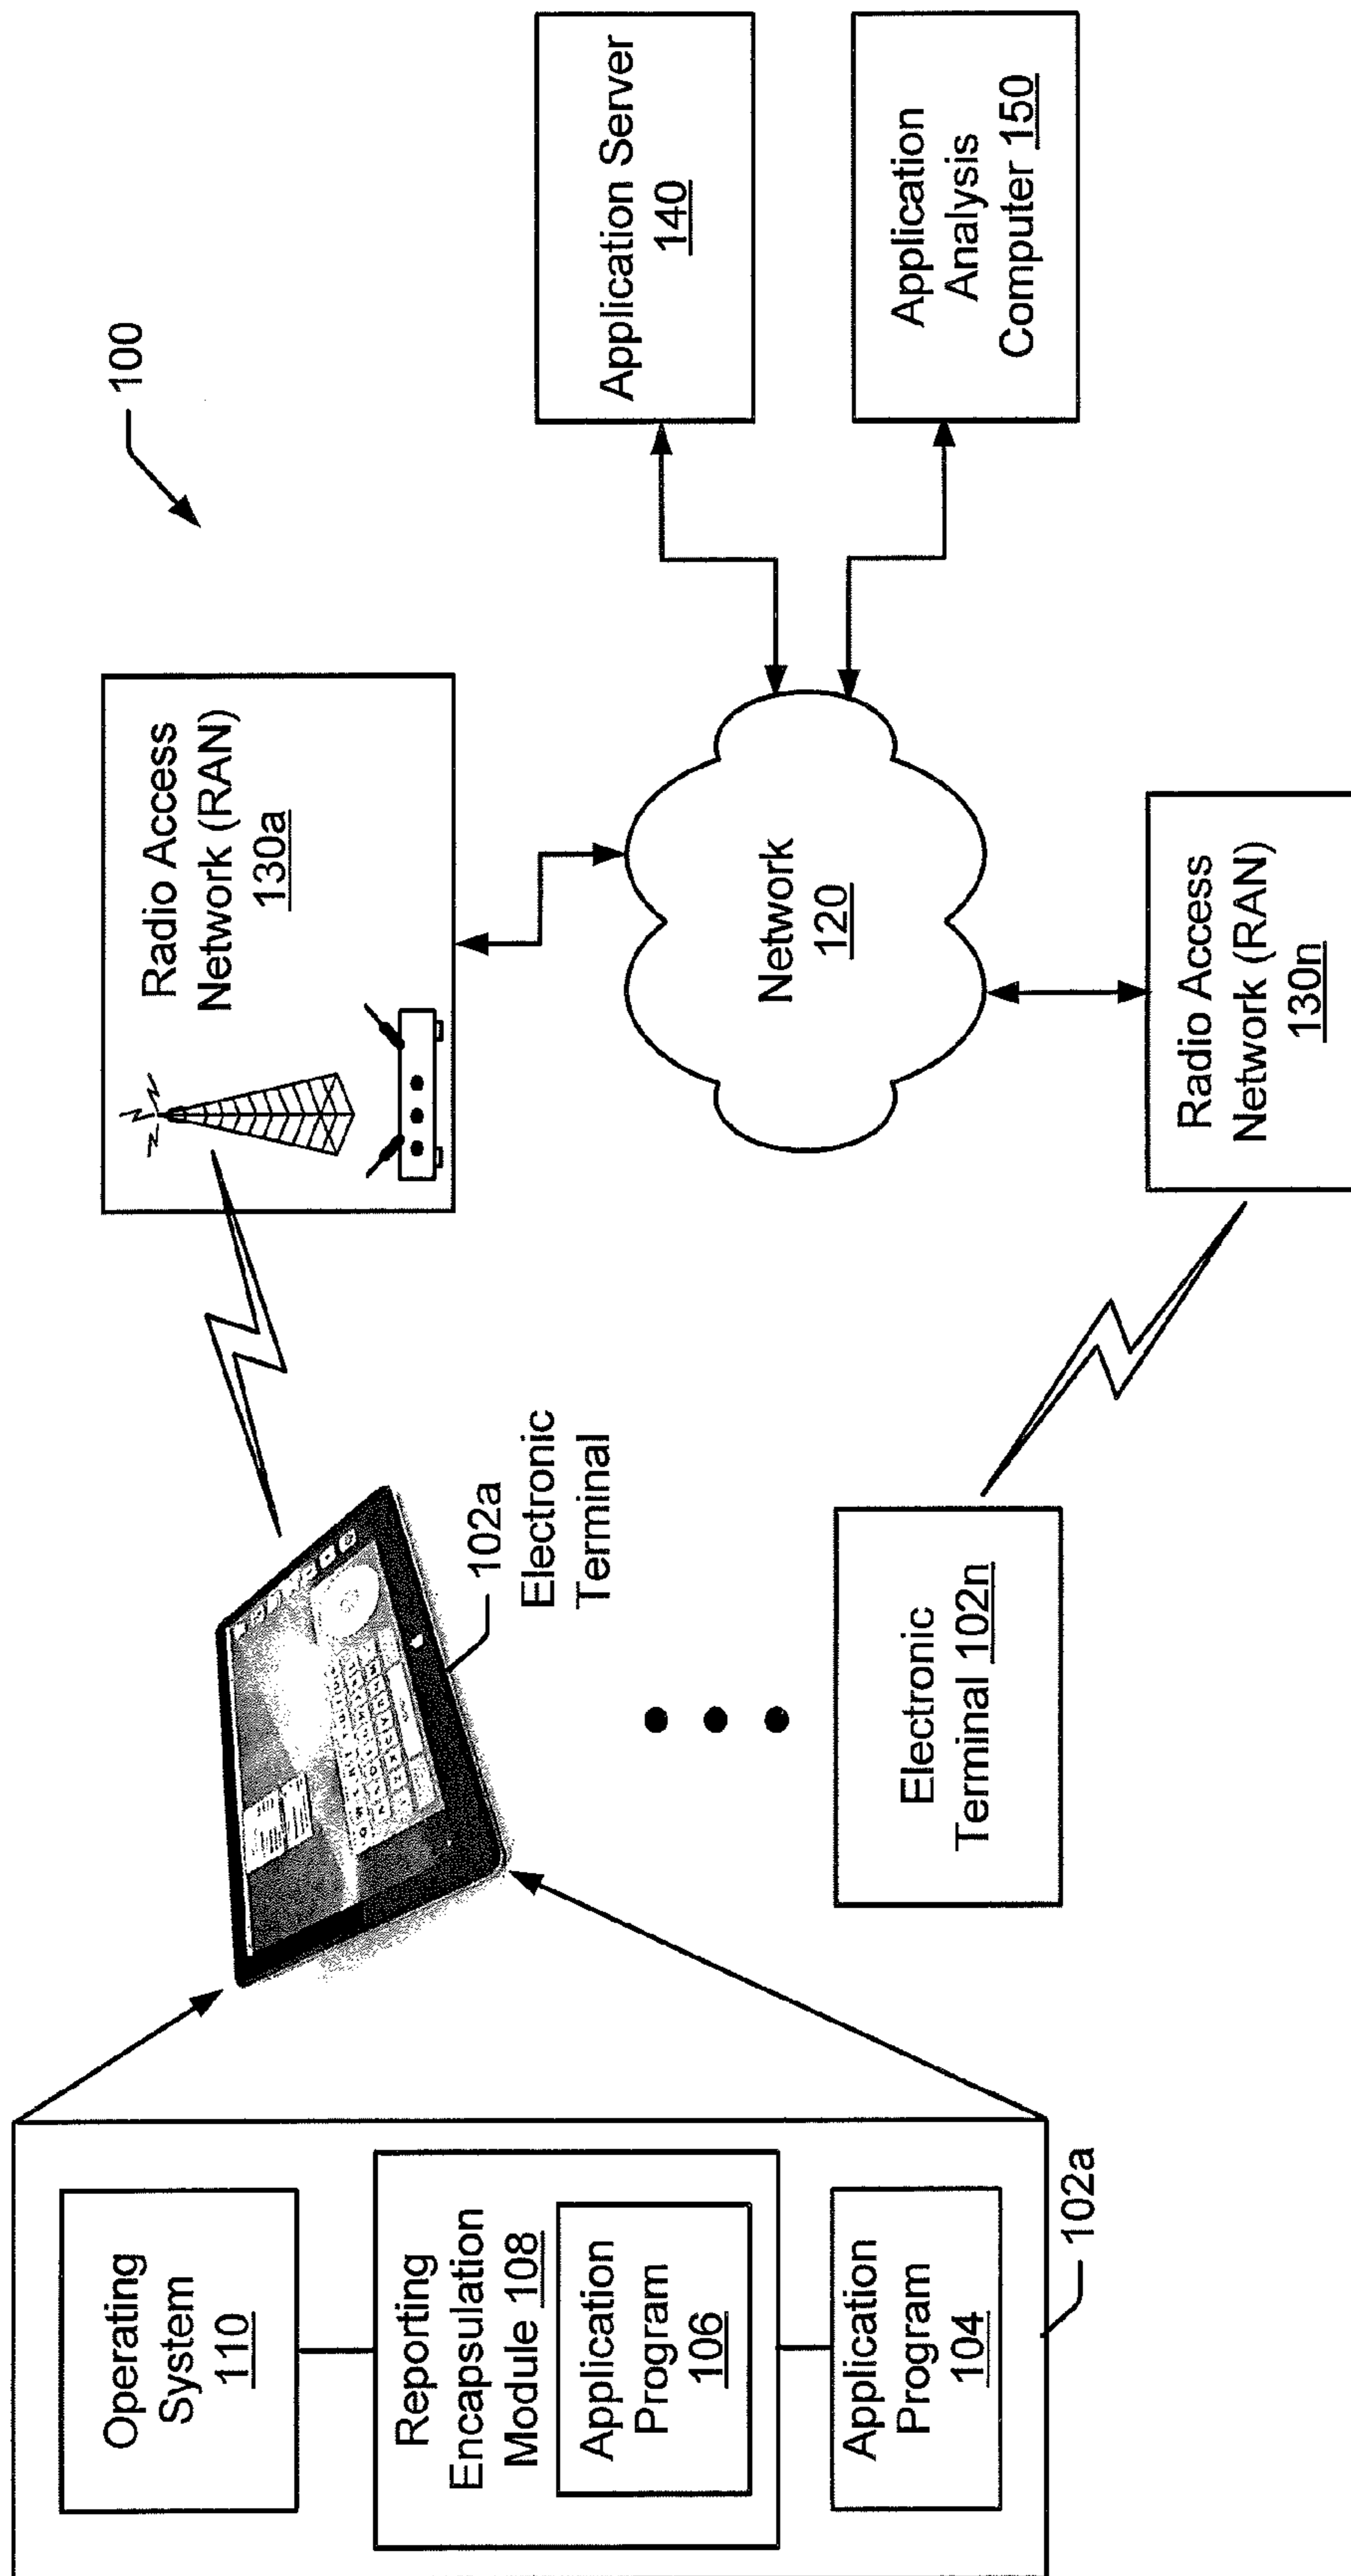 100
Operating
System
110
Reporting
Encapsulation
Module 108
Application
Program
106
Application
Program
104
102a
102a
Electronic
Terminal
Electronic
Terminal 102n
Radio Access
Network (RAN)
130a
Network
120
Radio Access
Network (RAN)
130n
Application Server
140
Application
Analysis
Computer 150